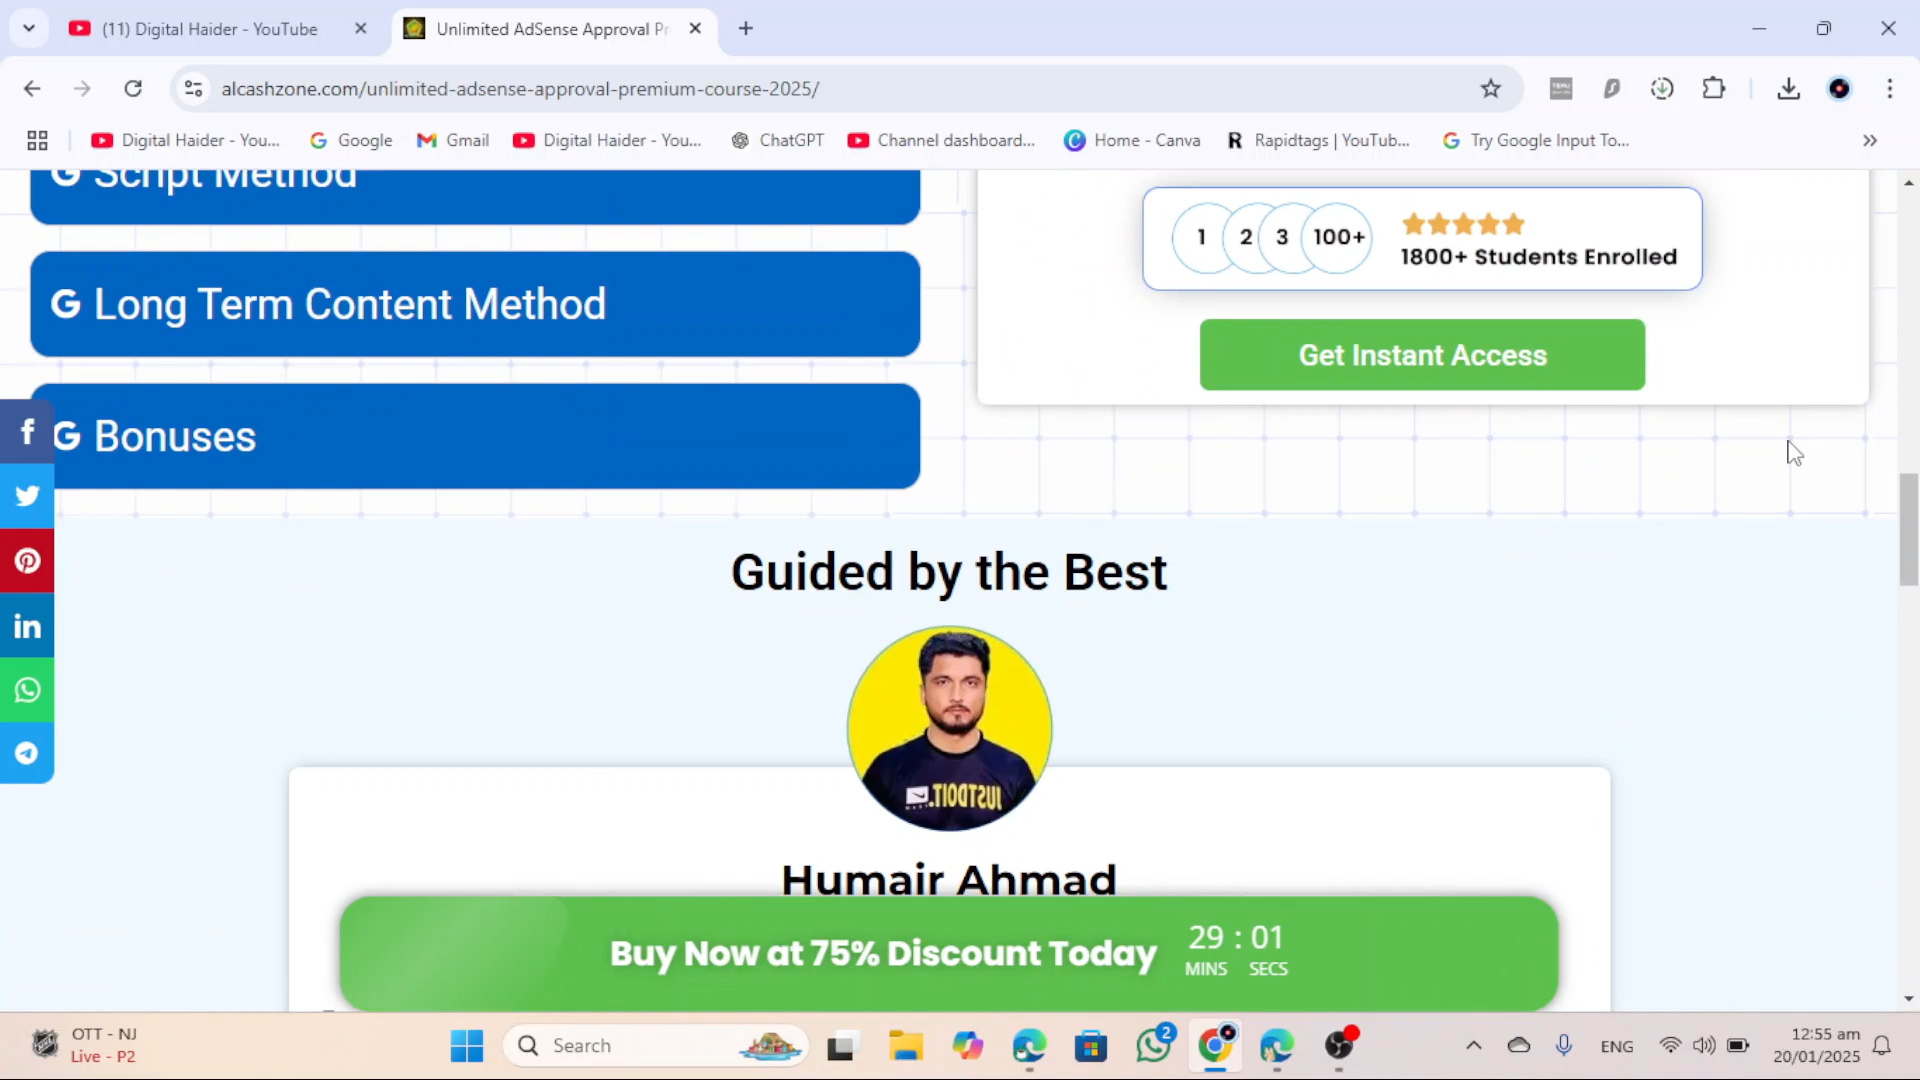 (11) Digital Haider - YouTube
Unlimited AdSense Approval Pr
alcashzone.com/unlimited-adsense-approval-premium-course-2025/
Digital Haider - You...
Google
Gmail
Digital Haider - You...
ChatGPT
Channel dashboard...
Home - Canva
Rapidtags | YouTub...
Try Google Input To...
Script Method
Long Term Content Method
Bonuses
1 2 3 100+
1800+ Students Enrolled
Get Instant Access
Guided by the Best
JUSTDOIT.
Humair Ahmad
Buy Now at 75% Discount Today
29 : 01
MINS SECS
OTT - NJ
Live - P2
Search
2
ENG
12:55 am
20/01/2025